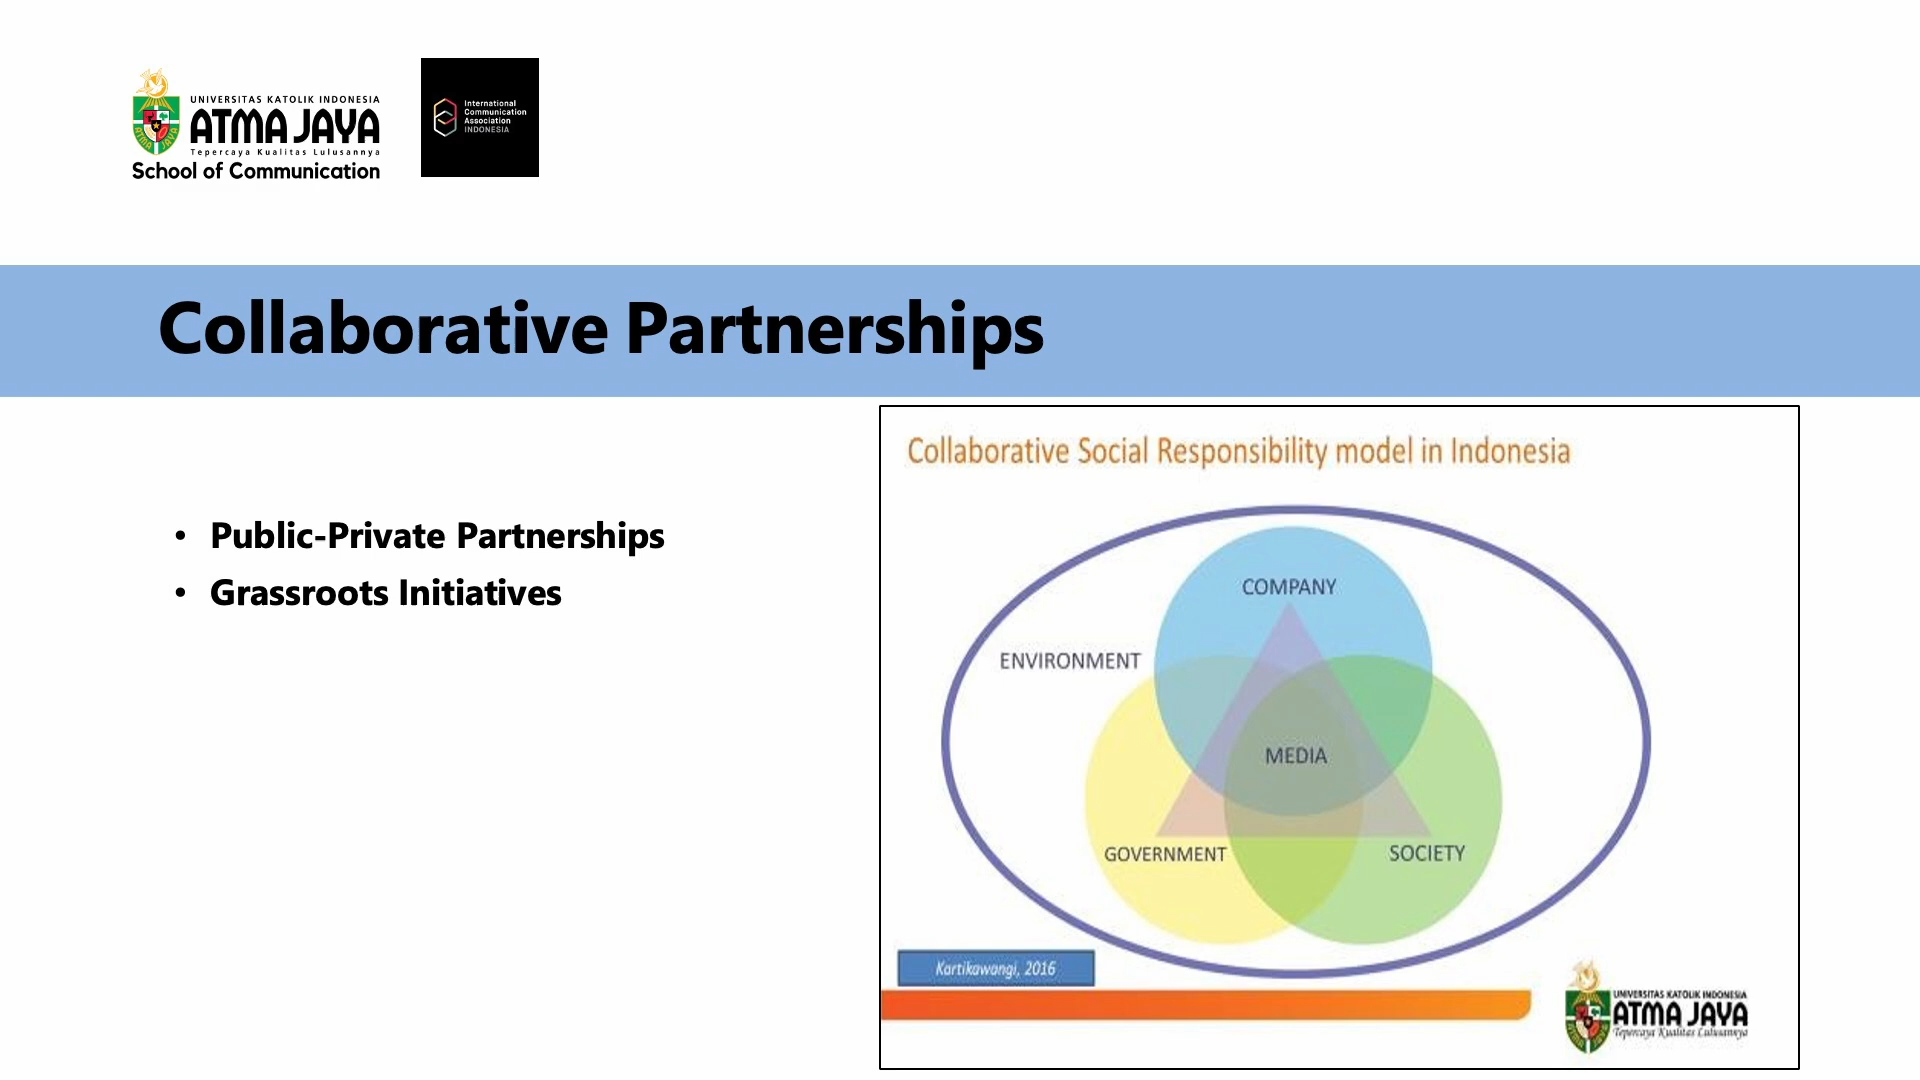 UNIVERSITAS KATOLIK INDONESIA
ATMA JAYA
Tepercaya Kualitas Lulusannya
School of Communication
International
Communication
Association
INDONESIA
Collaborative Partnerships
• Public-Private Partnerships
• Grassroots Initiatives
Collaborative Social Responsibility model in Indonesia
COMPANY
ENVIRONMENT
MEDIA
GOVERNMENT
SOCIETY
Kartikawangi, 2016
UNIVERSITAS KATOLIK INDONESIA
ATMA JAYA
Tepercaya Kualitas Lulusannya